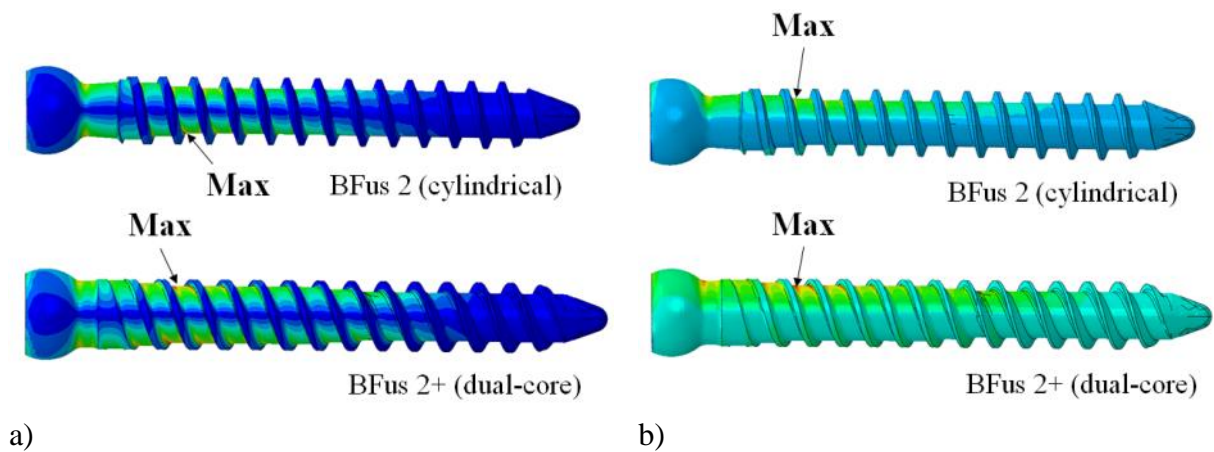 Max
BFus 2 (cylindrical)
Max
BFus 2+ (dual-core)
a)
Max
BFus 2 (cylindrical)
Max
BFus 2+ (dual-core)
b)